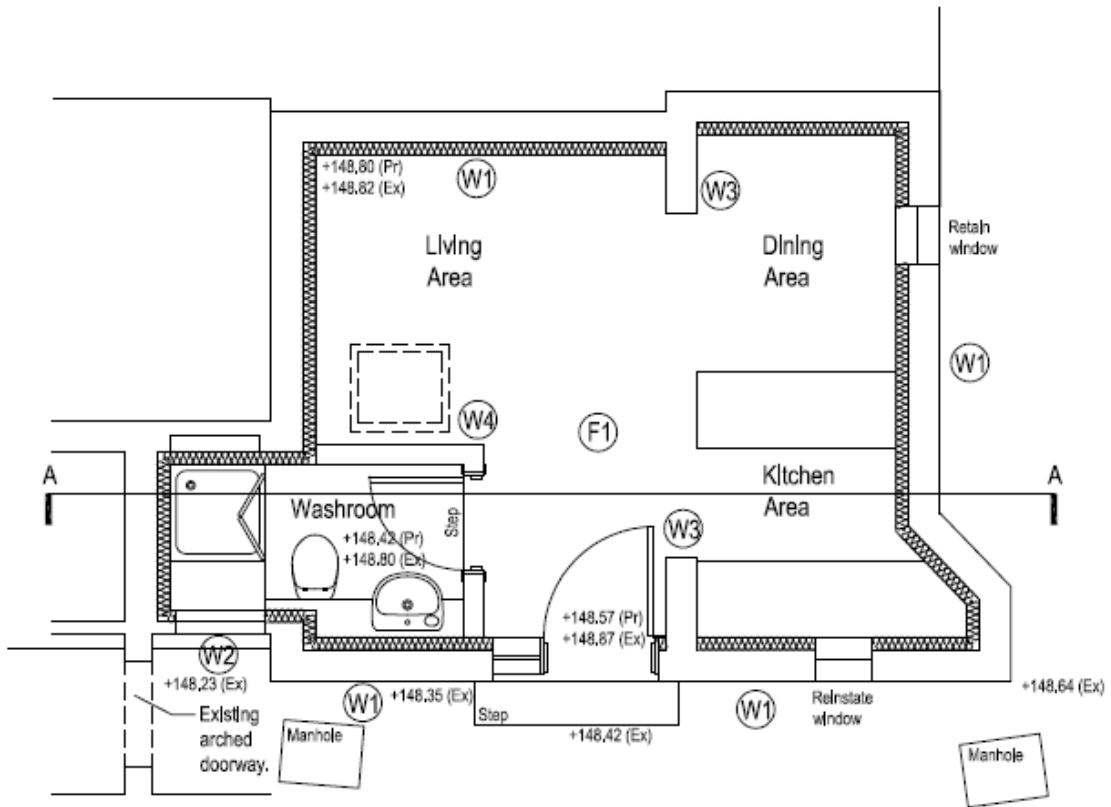 +148.80 (Pr)
+148.82 (Ex)
W1
W3
Living
Area
Dining
Area
Retain
window
W1
W4
F1
A
A
Kitchen
Area
Washroom
Step
+148.42 (Pr)
+148.80 (Ex)
W3
+148.57 (Pr)
+148.87 (Ex)
W2
+148.23 (Ex)
W1
+148.35 (Ex)
Step
+148.42 (Ex)
W1
Reinstate
window
+148.64 (Ex)
Existing
arched
doorway.
Manhole
Manhole